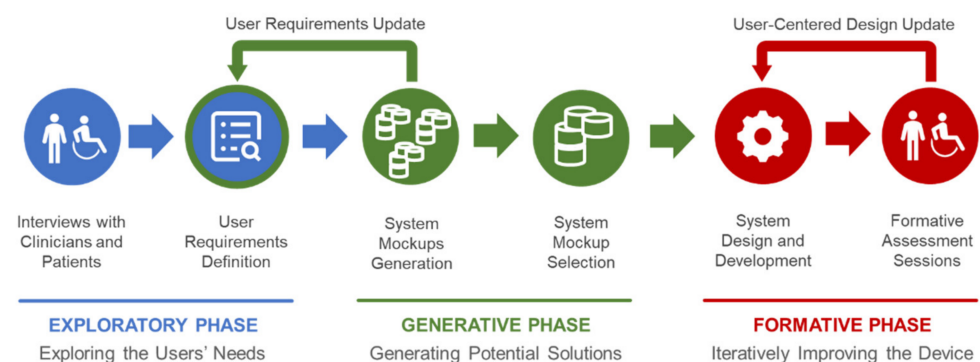 User Requirements Update
User-Centered Design Update
Interviews with
Clinicians and
Patients
User
Requirements
Definition
System
Mockups
Generation
System
Mockup
Selection
System
Design and
Development
Formative
Assessment
Sessions
EXPLORATORY PHASE
Exploring the Users' Needs
GENERATIVE PHASE
Generating Potential Solutions
FORMATIVE PHASE
Iteratively Improving the Device